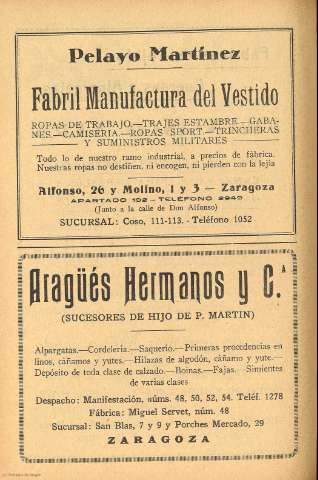 Pelayo Martínez
Fabril Manufactura del Vestido
ROPAS DE TRABAJO.—TRAJES ESTAMBRE.—GABA-
NES.—CAMISERIA.—ROPAS SPORT.—TRINCHERAS
Y SUMINISTROS MILITARES
Todo lo de nuestro ramo industrial, a precios de fábrica.
Nuestras ropas no destiñen, ni encogen, ni pierden con la lejía
Alfonso, 26 y Molino, 1 y 3 — Zaragoza
APARTADO 152 - TELÉFONO 2942
(Junto a la calle de Don Alfonso)
SUCURSAL: Coso, 111-113. - Teléfono 1052
Aragüés Hermanos y C.ª
(SUCESORES DE HIJO DE P. MARTIN)
Alpargatas.—Cordelería.—Saquerío.—Primeras procedencias en
linos, cáñamos y yutes.—Hilazas de algodón, cáñamo y yute.—
Depósito de toda clase de calzado.—Boinas.—Fajas. Simientes
de varias clases
Despacho: Manifestación, núms. 48, 50, 52, 54. Teléf. 1278
Fábrica: Miguel Servet, núm. 48
Sucursal: San Blas, 7 y 9 y Porches Mercado, 29
ZARAGOZA